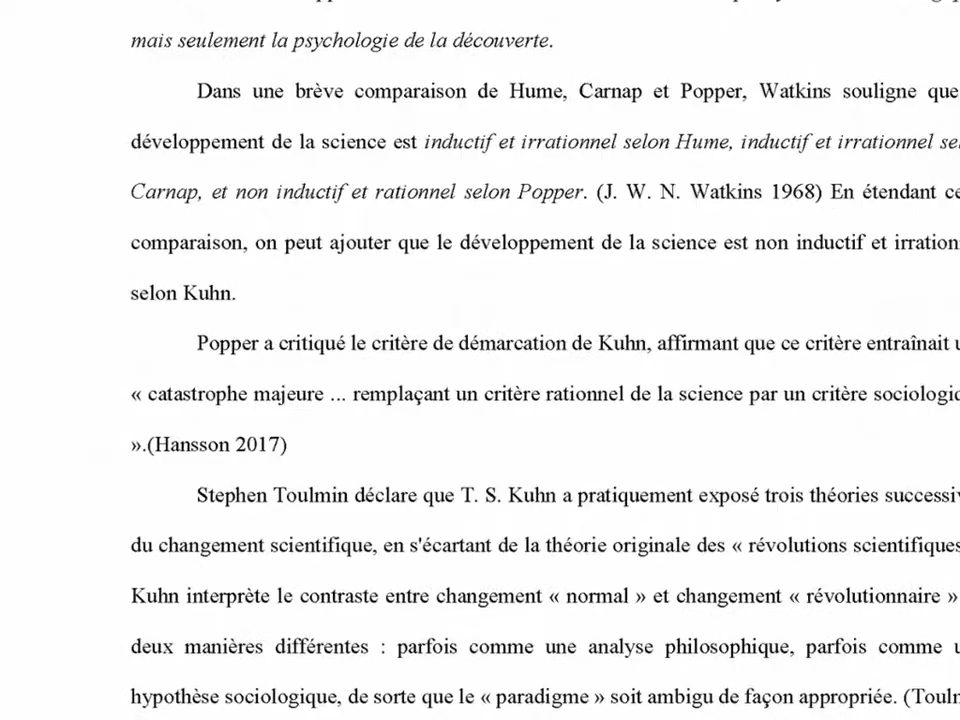 mais seulement la psychologie de la découverte.
Dans une brève comparaison de Hume, Carnap et Popper, Watkins souligne que
développement de la science est inductif et irrationnel selon Hume, inductif et irrationnel
Carnap, et non inductif et rationnel selon Popper. (J. W. N. Watkins 1968) En étendant
comparaison, on peut ajouter que le développement de la science est non inductif et
selon Kuhn.
Popper a critiqué le critère de démarcation de Kuhn, affirmant que ce critère entraînait
« catastrophe majeure ... remplaçant un critère rationnel de la science par un critère
».(Hansson 2017)
Stephen Toulmin déclare que T. S. Kuhn a pratiquement exposé trois théories
du changement scientifique, en s'écartant de la théorie originale des « révolutions scientifiques
Kuhn interprète le contraste entre changement « normal » et changement « révolutionnaire »
deux manières différentes : parfois comme une analyse philosophique, parfois comme
hypothèse sociologique, de sorte que le « paradigme » soit ambigu de façon appropriée.